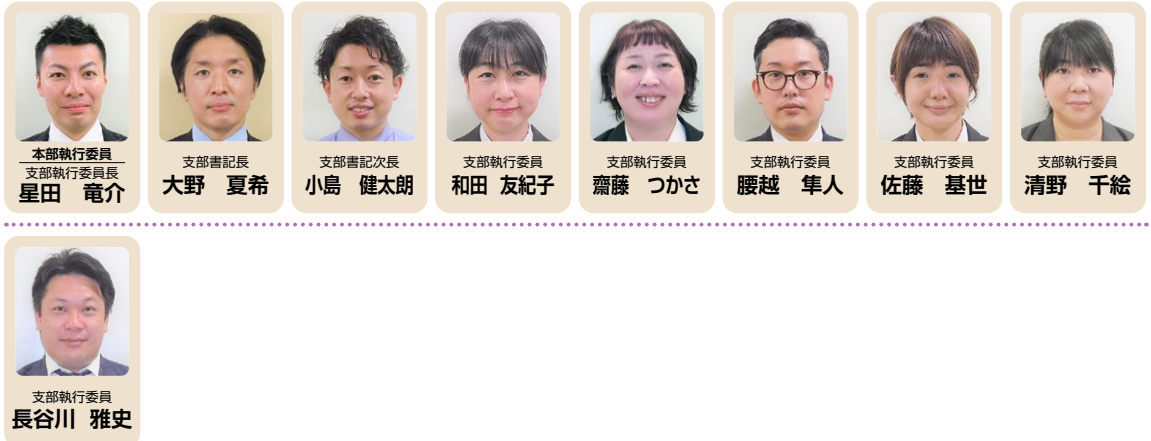 本部執行委員
支部執行委員長
星田　竜介
支部書記長
大野　夏希
支部書記次長
小島　健太朗
支部執行委員
和田　友紀子
支部執行委員
齋藤　つかさ
支部執行委員
腰越　隼人
支部執行委員
佐藤　基世
支部執行委員
清野　千絵
支部執行委員
長谷川　雅史